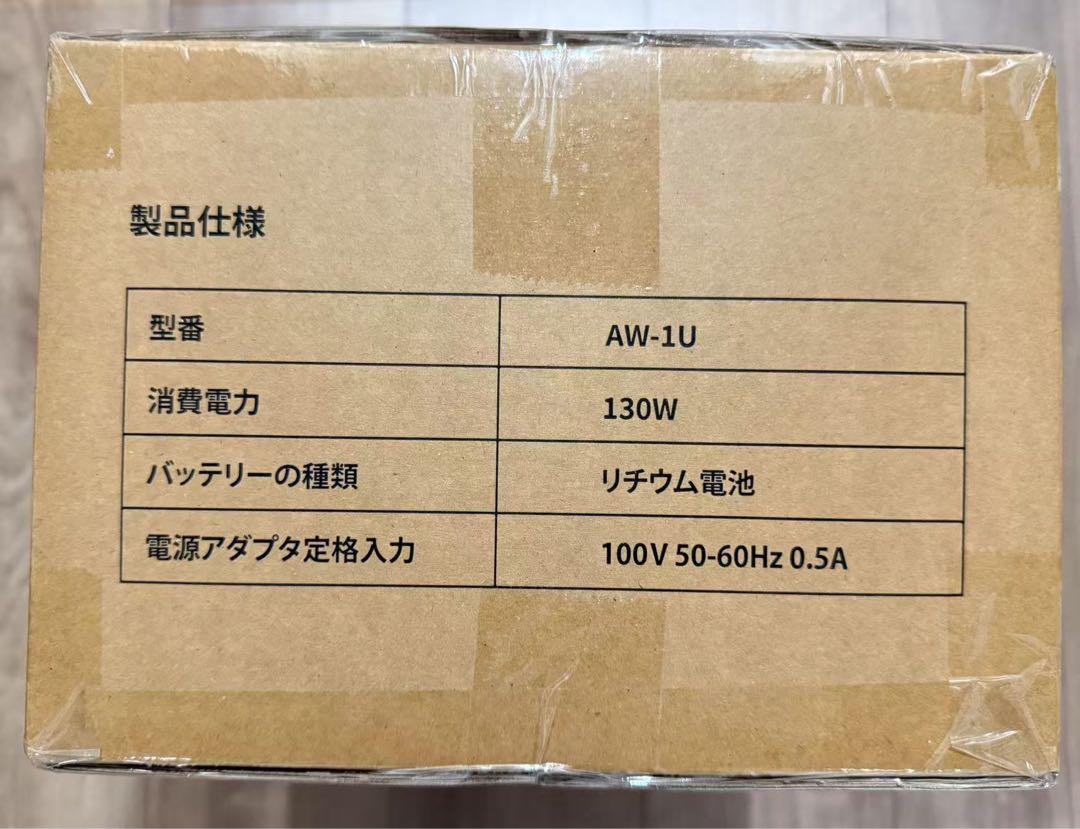 製品仕様
型番 AW-1U
消費電力 130W
バッテリーの種類 リチウム電池
電源アダプタ定格入力 100V 50-60Hz 0.5A